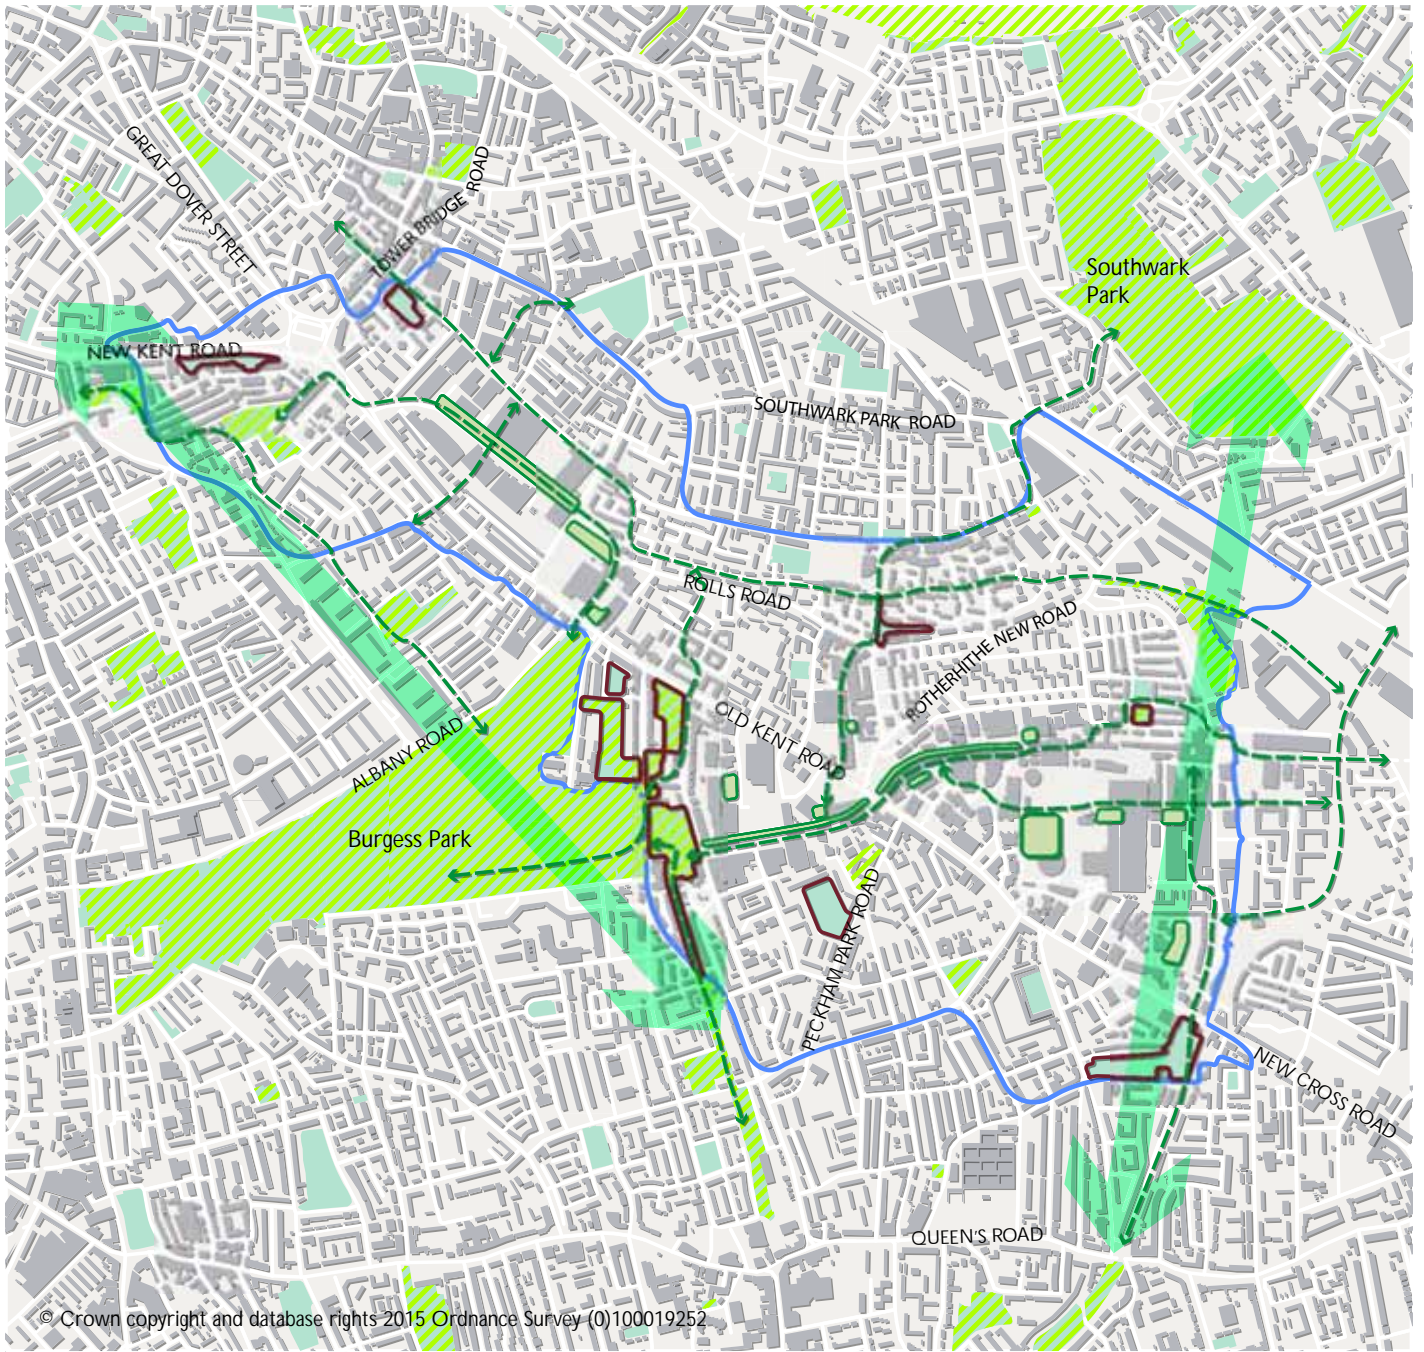 GREAT DOVER STREET
TOWER BRIDGE ROAD
Southwark
Park
NEW KENT ROAD
SOUTHWARK PARK ROAD
ROLLS ROAD
ROTHERHITHE NEW ROAD
OLD KENT ROAD
ALBANY ROAD
Burgess Park
PECKHAM PARK ROAD
NEW CROSS ROAD
QUEEN'S ROAD
© Crown copyright and database rights 2015 Ordnance Survey (0)100019252